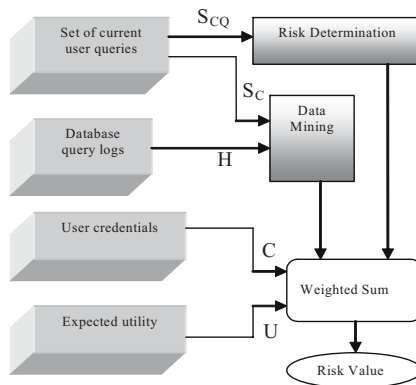 Set of current
user queries
S_CQ
Risk Determination
S_C
Data
Mining
Database
query logs
H
User credentials
C
Weighted Sum
Expected utility
U
Risk Value